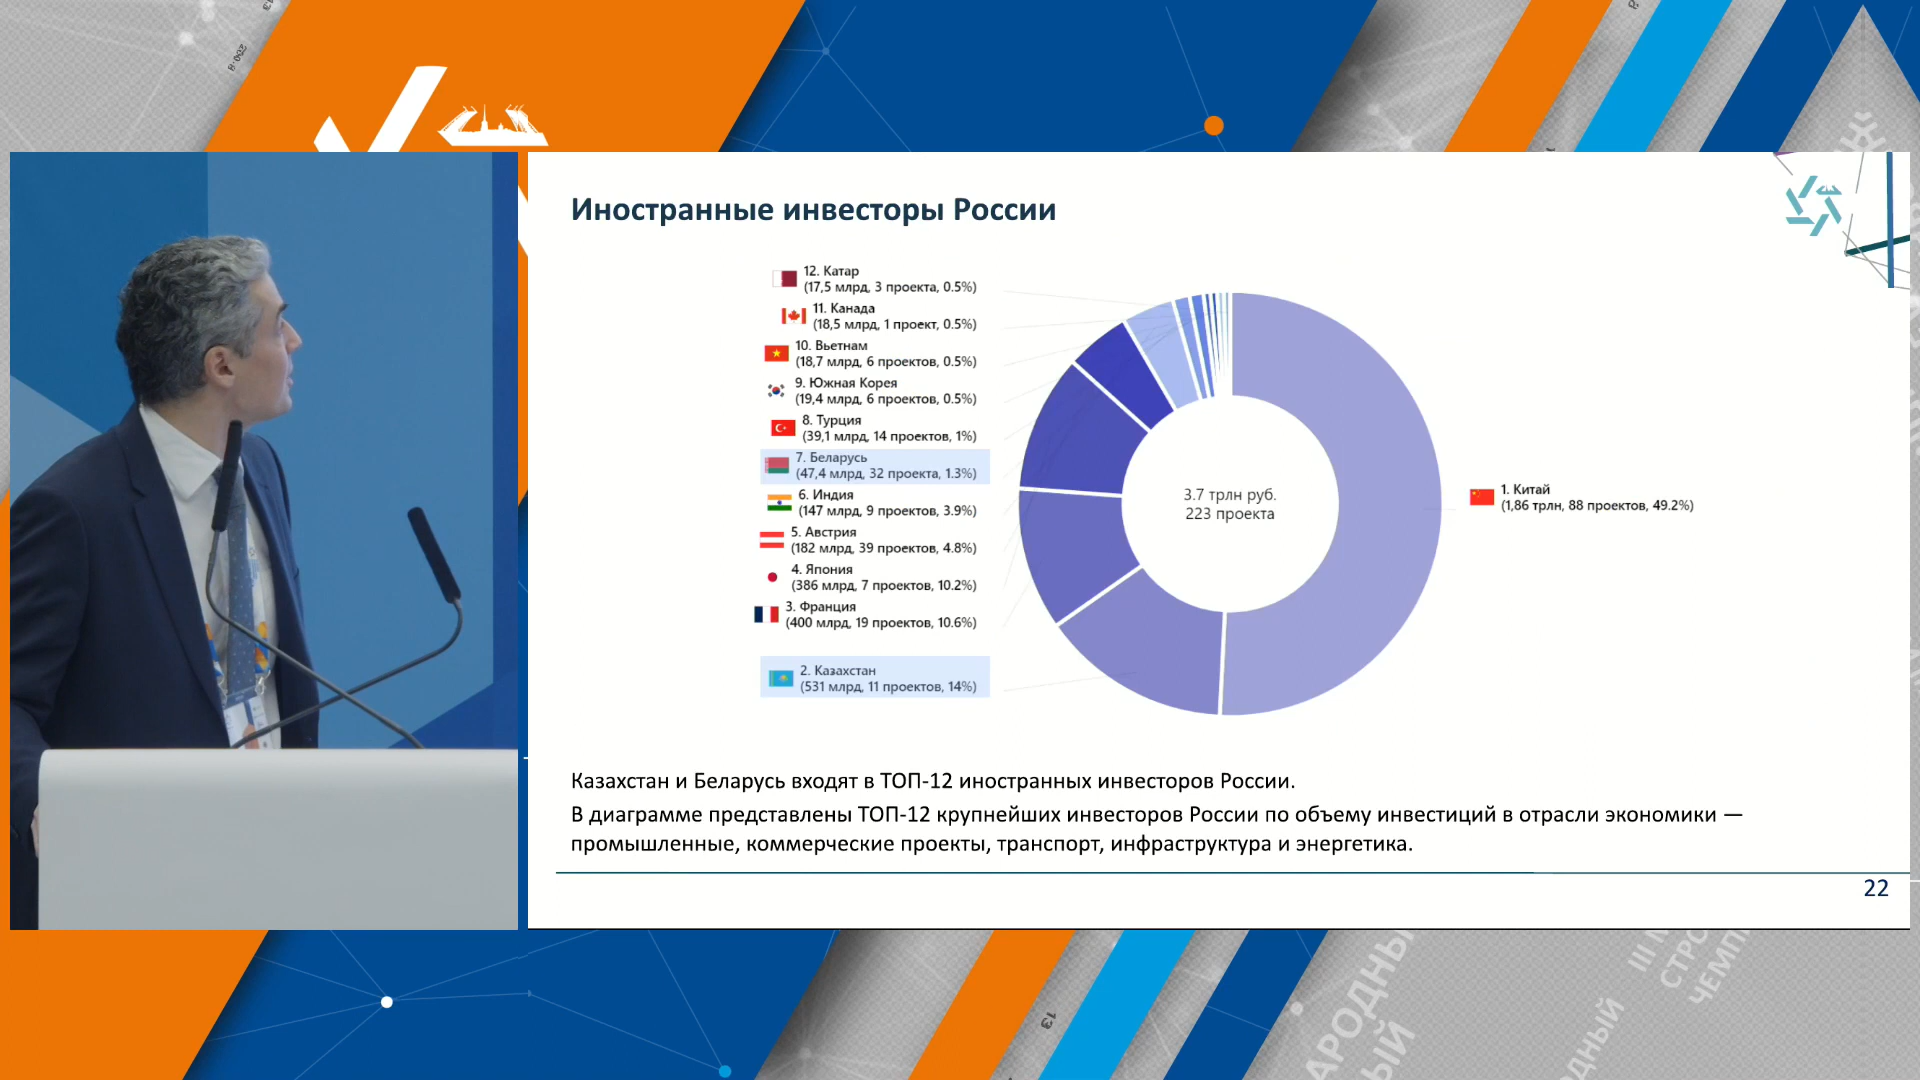 Иностранные инвесторы России
12. Катар
(17,5 млрд, 3 проекта, 0.5%)
11. Канада
(18,5 млрд, 1 проект, 0.5%)
10. Вьетнам
(18,7 млрд, 6 проектов, 0.5%)
9. Южная Корея
(19,4 млрд, 6 проектов, 0.5%)
8. Турция
(39,1 млрд, 14 проектов, 1%)
7. Беларусь
(47,4 млрд, 32 проекта, 1.3%)
6. Индия
(147 млрд, 9 проектов, 3.9%)
5. Австрия
(182 млрд, 39 проектов, 4.8%)
4. Япония
(386 млрд, 7 проектов, 10.2%)
3. Франция
(400 млрд, 19 проектов, 10.6%)
2. Казахстан
(531 млрд, 11 проектов, 14%)
3.7 трлн руб.
223 проекта
1. Китай
(1,86 трлн, 88 проектов, 49.2%)
Казахстан и Беларусь входят в ТОП-12 иностранных инвесторов России.
В диаграмме представлены ТОП-12 крупнейших инвесторов России по объему инвестиций в отрасли экономики —
промышленные, коммерческие проекты, транспорт, инфраструктура и энергетика.
22
13